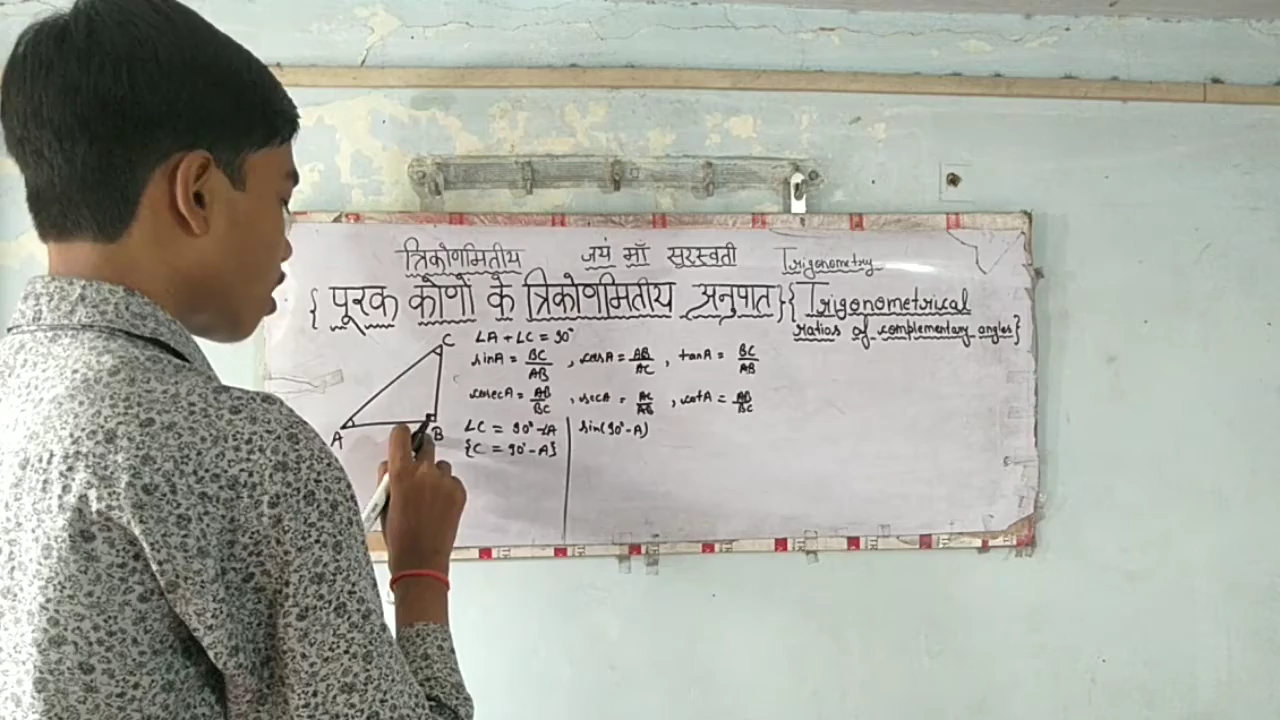 त्रिकोणमितीय जयं माँ सुरस्वती Trigonometry
{ पूरक कोणों के त्रिकोणमितीय अनुपात } { Trigonometrical
ratios of complementary angles }
C ∠A + ∠C = 90°
sinA = BC/AB , cosA = AB/AC , tanA = BC/AB
cosecA = AB/BC , secA = AC/AB , cotA = AB/BC
A B ∠C = 90° - ∠A sin(90° - A)
{C = 90° - A}